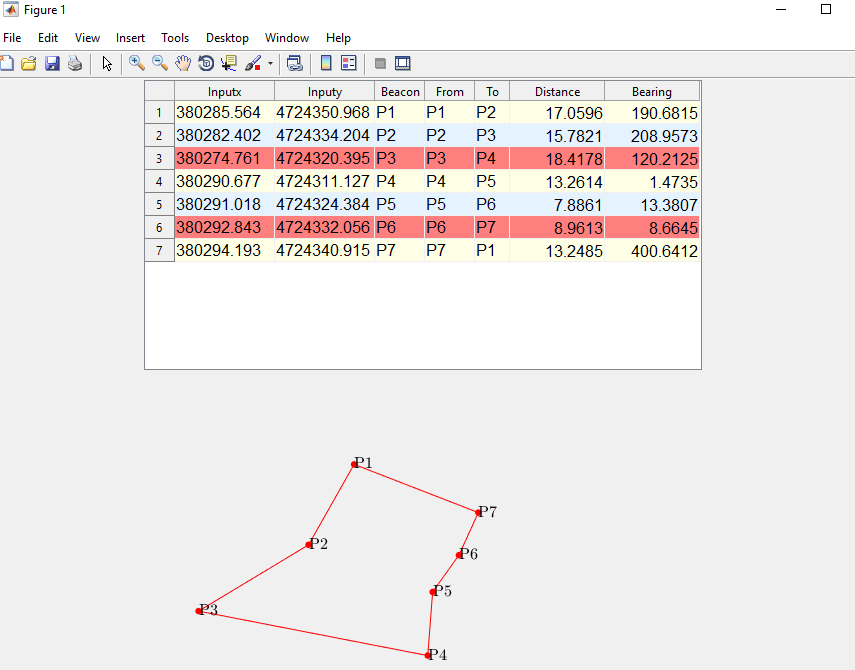 Figure 1
File Edit View Insert Tools Desktop Window Help
Inputx Inputy Beacon From To Distance Bearing
1 380285.564 4724350.968 P1 P1 P2 17.0596 190.6815
2 380282.402 4724334.204 P2 P2 P3 15.7821 208.9573
3 380274.761 4724320.395 P3 P3 P4 18.4178 120.2125
4 380290.677 4724311.127 P4 P4 P5 13.2614 1.4735
5 380291.018 4724324.384 P5 P5 P6 7.8861 13.3807
6 380292.843 4724332.056 P6 P6 P7 8.9613 8.6645
7 380294.193 4724340.915 P7 P7 P1 13.2485 400.6412
P1
P7
P2
P6
P5
P3
P4